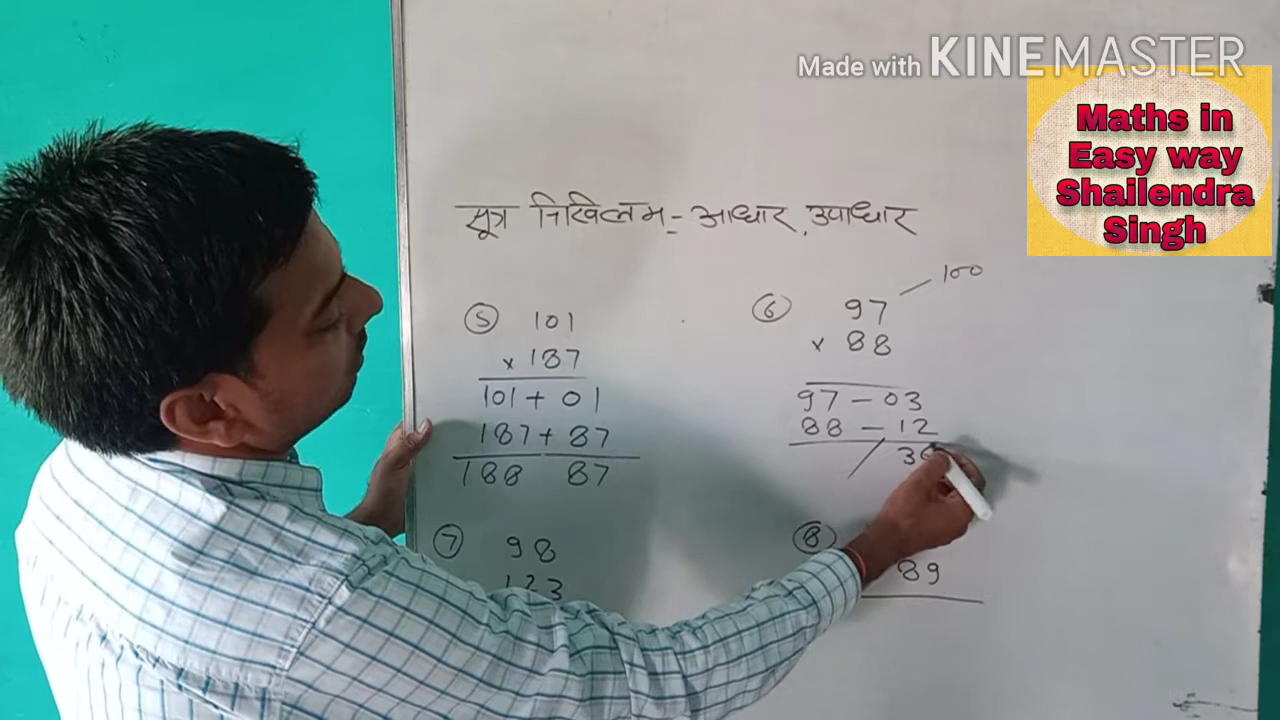 Made with KINEMASTER
Maths in
Easy way
Shailendra
Singh
सूत्र निखिलम - आधार, उपाधार
5 101
× 187
101 + 01
187 + 87
188 87
6 97 100
× 88
97 - 03
88 - 12
/ 36
7 98
123
8
89